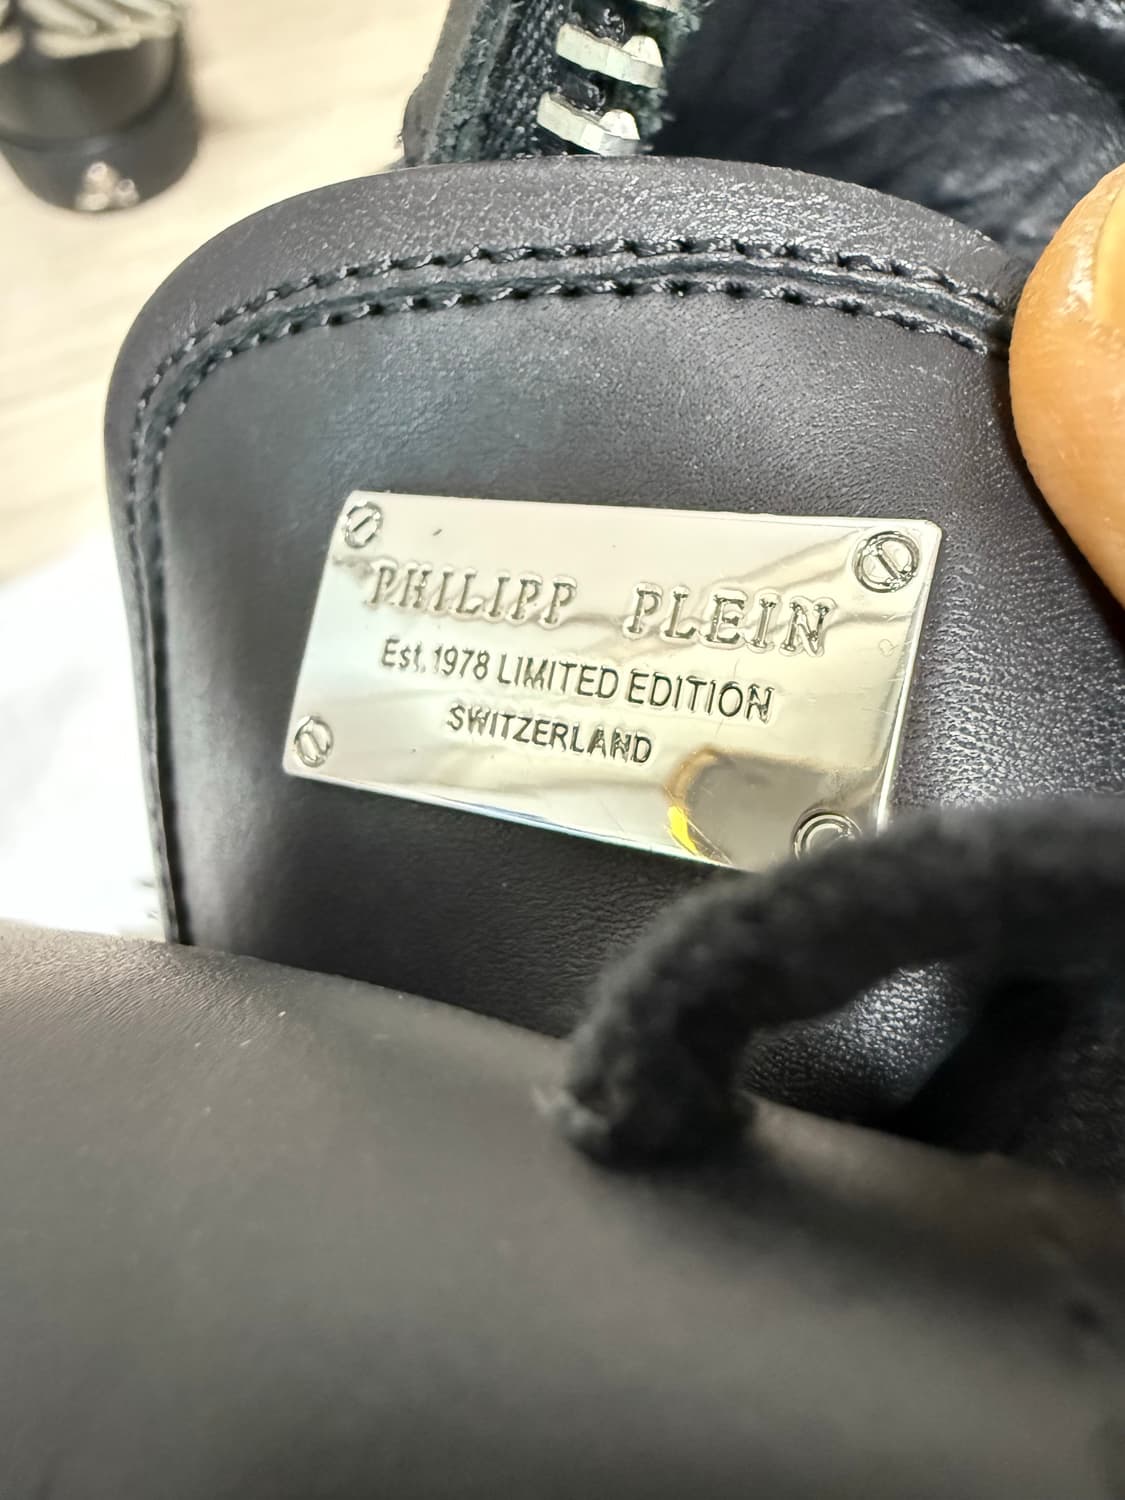 PHILIPP PLEIN
Est. 1978 LIMITED EDITION
SWITZERLAND